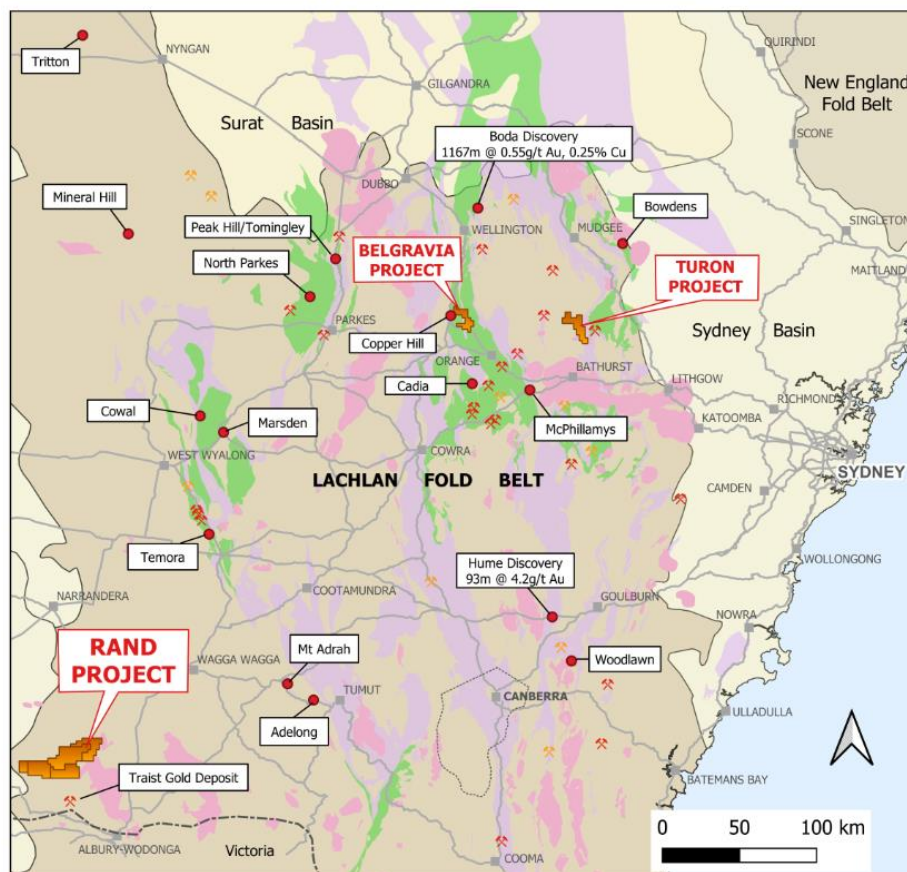 NYNGAN
Tritton
QUIRINDI
GILGANDRA
New England
Fold Belt
Surat Basin
Boda Discovery
1167m @ 0.55g/t Au, 0.25% Cu
SCONE
DUBBO
Mineral Hill
Bowdens
SINGLETON
Peak Hill/Tomingley
WELLINGTON
MUDGEE
BELGRAVIA
PROJECT
TURON
PROJECT
MAITLAND
North Parkes
PARKES
Copper Hill
Sydney Basin
ORANGE
BATHURST
LITHGOW
Cadia
RICHMOND
Cowal
Marsden
McPhillamys
KATOOMBA
WEST WYALONG
COWRA
SYDNEY
LACHLAN FOLD BELT
CAMDEN
Temora
Hume Discovery
93m @ 4.2g/t Au
WOLLONGONG
NARRANDERA
COOTAMUNDRA
GOULBURN
NOWRA
RAND
PROJECT
WAGGA WAGGA
Mt Adrah
Woodlawn
TUMUT
CANBERRA
Adelong
ULLADULLA
Traist Gold Deposit
BATEMANS BAY
ALBURY-WODONGA
Victoria
COOMA
0 50 100 km